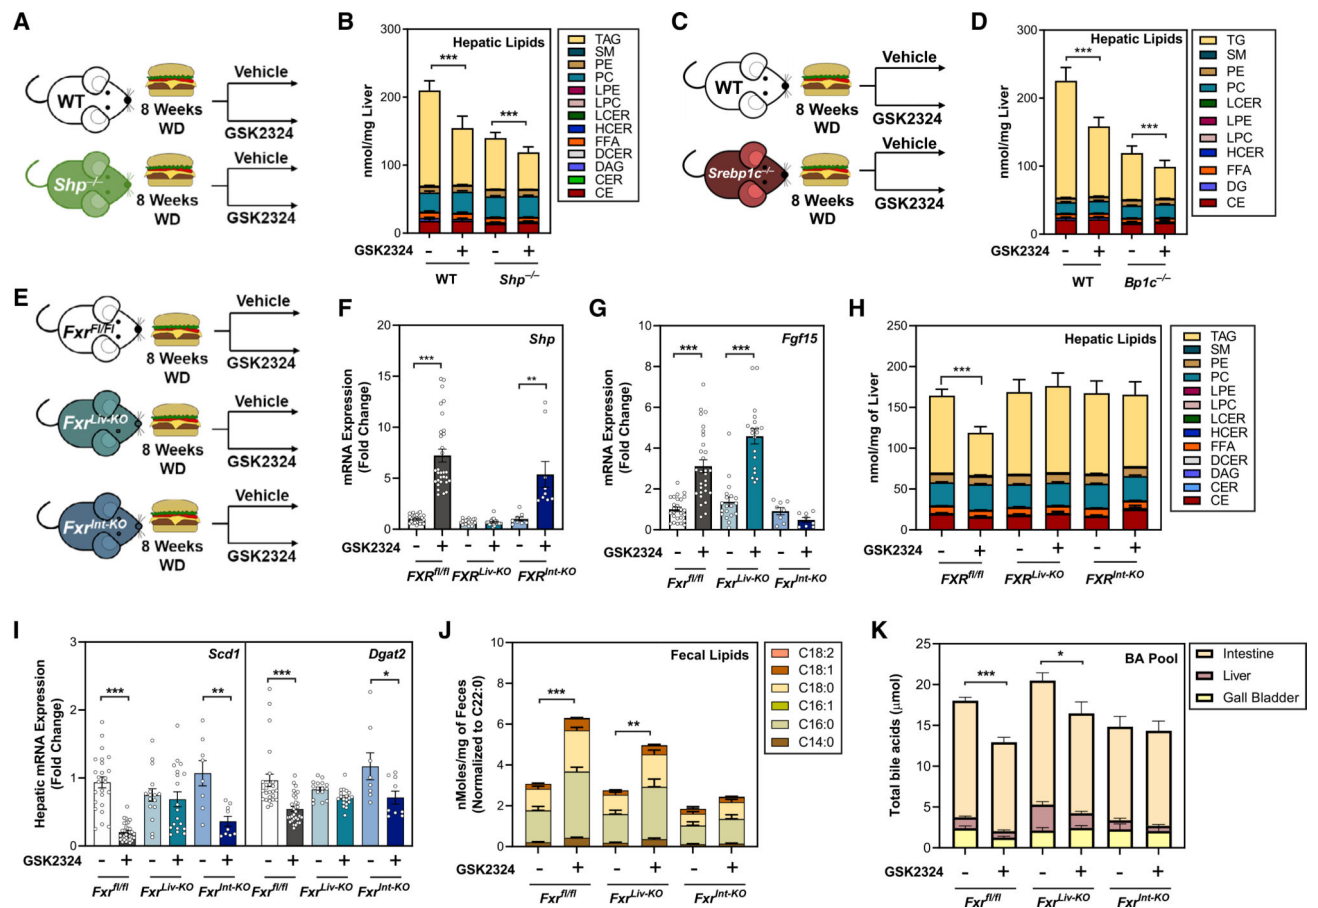 A
WT
8 Weeks
WD
Vehicle
GSK2324
Shp–/–
8 Weeks
WD
Vehicle
GSK2324
B
Hepatic Lipids
nmol/mg Liver
300
200
100
0
***
***
GSK2324
- + - +
WT
Shp–/–
TAG
SM
PE
PC
LPE
LPC
LCER
HCER
FFA
DCER
DAG
CER
CE
C
WT
8 Weeks
WD
Vehicle
GSK2324
Srebp1c–/–
8 Weeks
WD
Vehicle
GSK2324
D
Hepatic Lipids
nmol/mg Liver
300
200
100
0
***
***
GSK2324
- + - +
WT
Bp1c–/–
TG
SM
PE
PC
LCER
LPE
LPC
HCER
FFA
DG
CE
E
FxrFl/Fl
8 Weeks
WD
Vehicle
GSK2324
FxrLiv-KO
8 Weeks
WD
Vehicle
GSK2324
FxrInt-KO
8 Weeks
WD
Vehicle
GSK2324
F
Shp
mRNA Expression
(Fold Change)
20
15
10
5
0
***
**
GSK2324
- + - + - +
FXRfl/fl
FXRLiv-KO
FXRInt-KO
G
Fgf15
mRNA Expression
(Fold Change)
10
8
6
4
2
0
***
***
GSK2324
- + - + - +
Fxrfl/fl
FxrLiv-KO
FxrInt-KO
H
Hepatic Lipids
nmol/mg of Liver
250
200
150
100
50
0
***
GSK2324
- + - + - +
FXRfl/fl
FXRLiv-KO
FXRInt-KO
TAG
SM
PE
PC
LPE
LPC
LCER
HCER
FFA
DCER
DAG
CER
CE
I
Scd1
Dgat2
Hepatic mRNA Expression
(Fold Change)
3
2
1
0
***
**
***
*
GSK2324
- + - + - + - + - + - +
Fxrfl/fl
FxrLiv-KO
FxrInt-KO
Fxrfl/fl
FxrLiv-KO
FxrInt-KO
J
Fecal Lipids
nMoles/mg of Feces
(Normalized to C22:0)
10
8
6
4
2
0
***
**
GSK2324
- + - + - +
Fxrfl/fl
FxrLiv-KO
FxrInt-KO
C18:2
C18:1
C18:0
C16:1
C16:0
C14:0
K
BA Pool
Total bile acids (μmol)
25
20
15
10
5
0
***
*
GSK2324
- + - + - +
Fxrfl/fl
FxrLiv-KO
FxrInt-KO
Intestine
Liver
Gall Bladder